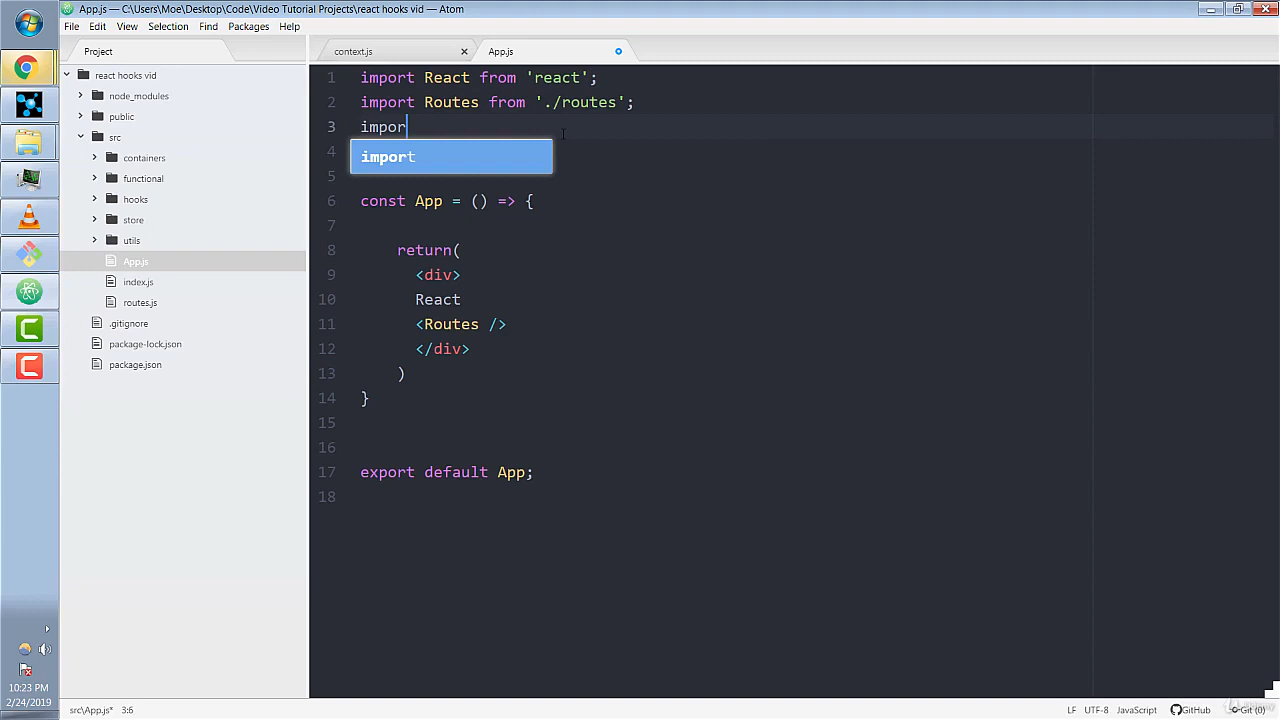 App.js — C:\Users\Moe\Desktop\Code\Video Tutorial Projects\react hooks vid — Atom
File Edit View Selection Find Packages Help
Project
context.js
App.js
react hooks vid
node_modules
public
src
containers
functional
hooks
store
utils
App.js
index.js
routes.js
.gitignore
package-lock.json
package.json
1 import React from 'react';
2 import Routes from './routes';
3 impor
import
4
5
6 const App = () => {
7
8 return(
9 <div>
10 React
11 <Routes />
12 </div>
13 )
14 }
15
16
17 export default App;
18
10:23 PM
2/24/2019
src\App.js* 3:6
LF UTF-8 JavaScript GitHub Git (0)